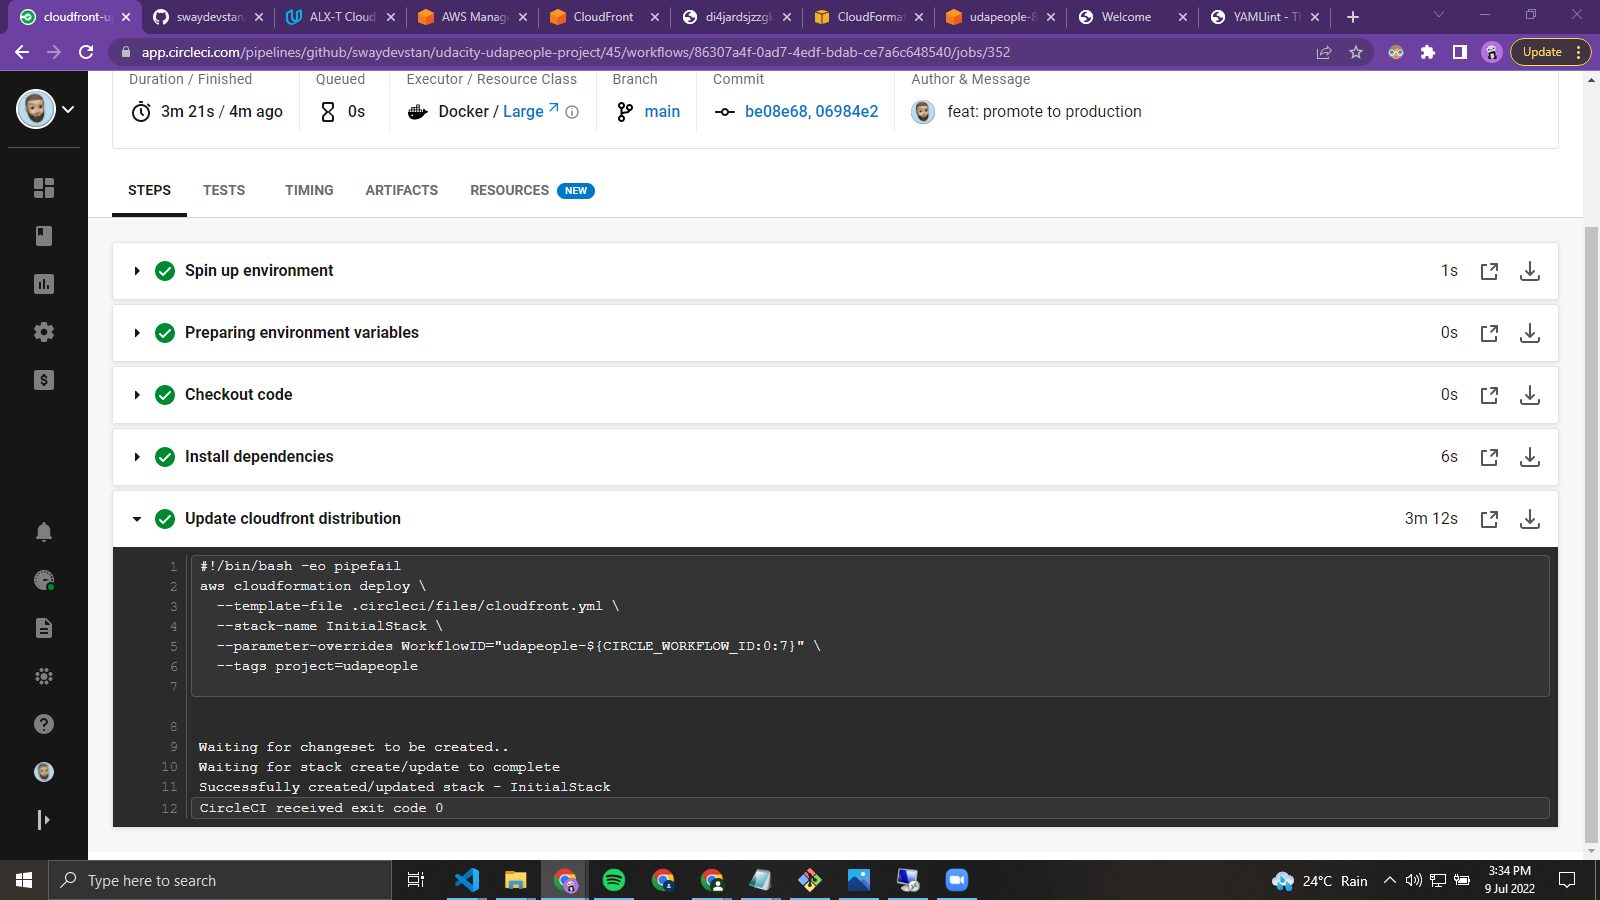 cloudfront-up
swaydevstan
ALX-T Cloud
AWS Manag
CloudFront
di4jardsjzzgk
CloudFormat
udapeople-8
Welcome
YAMLlint - Th
app.circleci.com/pipelines/github/swaydevstan/udacity-udapeople-project/45/workflows/86307a4f-0ad7-4edf-bdab-ce7a6c648540/jobs/352
Update
Duration / Finished
Queued
Executor / Resource Class
Branch
Commit
Author & Message
3m 21s / 4m ago
0s
Docker / Large
main
be08e68, 06984e2
feat: promote to production
STEPS
TESTS
TIMING
ARTIFACTS
RESOURCES
NEW
Spin up environment
1s
Preparing environment variables
0s
Checkout code
0s
Install dependencies
6s
Update cloudfront distribution
3m 12s
1 #!/bin/bash -eo pipefail
2 aws cloudformation deploy \
3 --template-file .circleci/files/cloudfront.yml \
4 --stack-name InitialStack \
5 --parameter-overrides WorkflowID="udapeople-${CIRCLE_WORKFLOW_ID:0:7}" \
6 --tags project=udapeople
7
8
9 Waiting for changeset to be created..
10 Waiting for stack create/update to complete
11 Successfully created/updated stack - InitialStack
12 CircleCI received exit code 0
Type here to search
24°C Rain
3:34 PM
9 Jul 2022